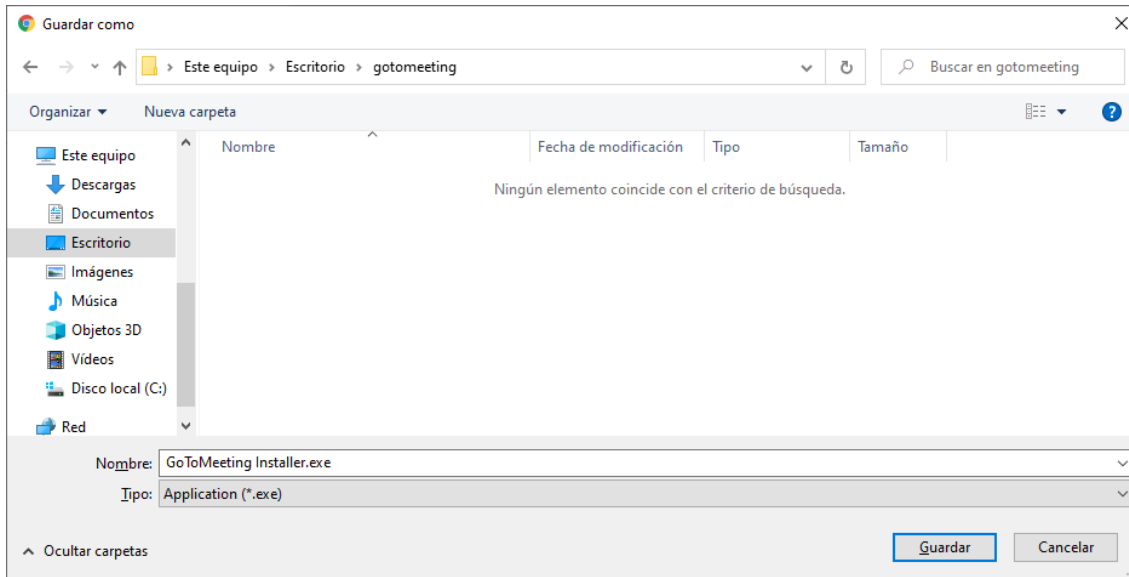 Guardar como
Este equipo > Escritorio > gotomeeting
Buscar en gotomeeting
Organizar
Nueva carpeta
?
Nombre
Fecha de modificación
Tipo
Tamaño
Ningún elemento coincide con el criterio de búsqueda.
Este equipo
Descargas
Documentos
Escritorio
Imágenes
Música
Objetos 3D
Vídeos
Disco local (C:)
Red
Nombre: GoToMeeting Installer.exe
Tipo: Application (*.exe)
Ocultar carpetas
Guardar
Cancelar